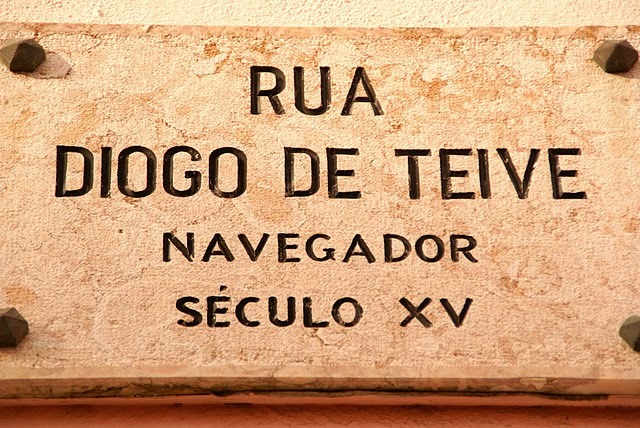 RUA
DIOGO DE TEIVE
NAVEGADOR
SÉCULO XV